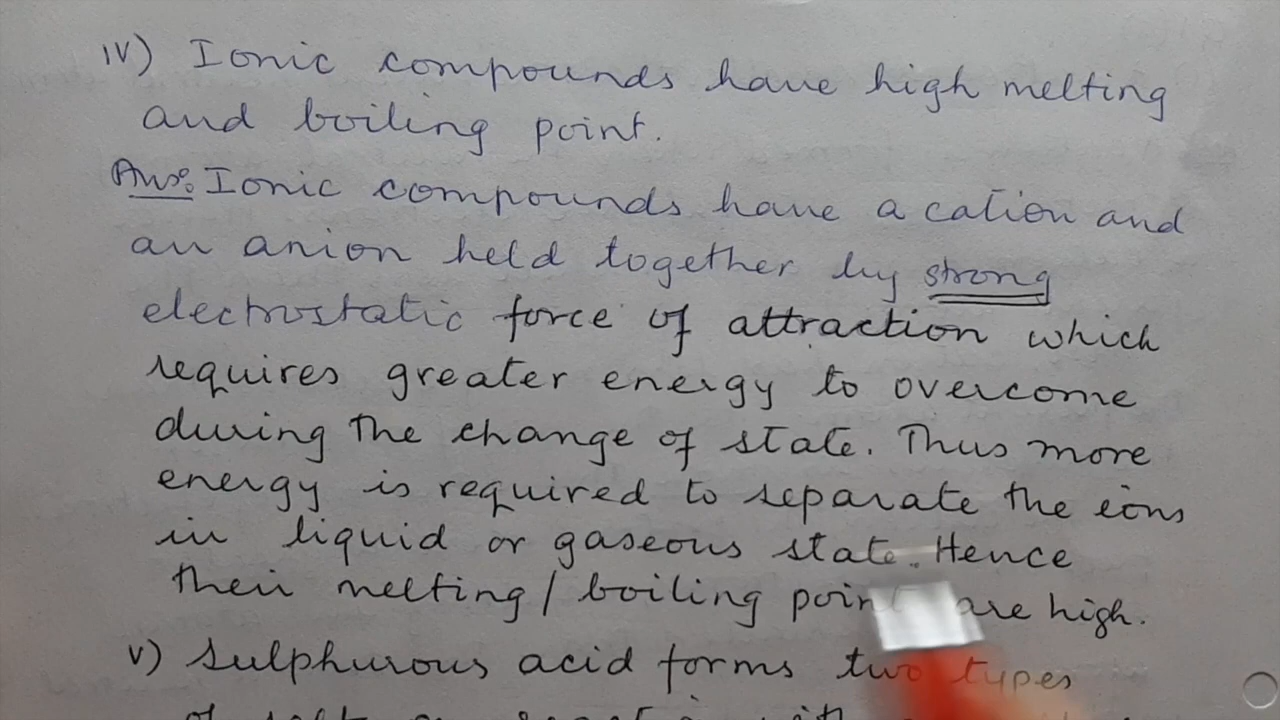 iv) Ionic compounds have high melting
and boiling point.
Ans: Ionic compounds have a cation and
an anion held together by strong
electrostatic force of attraction which
requires greater energy to overcome
during the change of state. Thus more
energy is required to separate the ions
in liquid or gaseous state. Hence
their melting / boiling are high.
v) Sulphurous acid forms two types
of